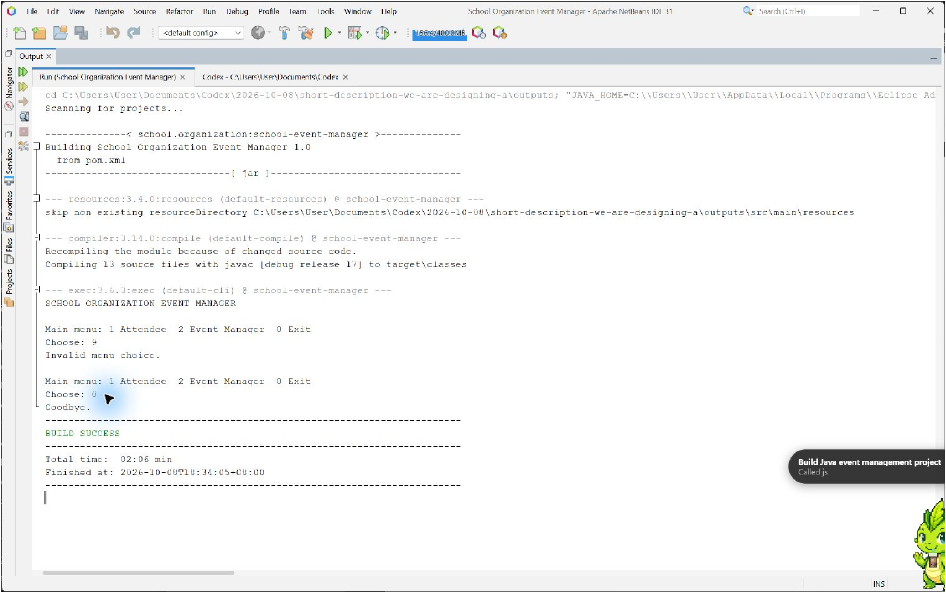 File Edit View Navigate Source Refactor Run Debug Profile Team Tools Window Help
School Organization Event Manager - Apache NetBeans IDE 31
Search (Ctrl+I)
<default config>
Output
Run (School Organization Event Manager)
Codex - C:\Users\User\Documents\Codex
Navigator
Services
Favorites
Files
Projects
cd C:\Users\User\Documents\Codex\2026-10-08\short-description-we-are-designing-a\outputs; "JAVA_HOME=C:\\Users\\User\\AppData\\Local\\Programs\\Eclipse Ad
Scanning for projects...
--------------< school.organization:school-event-manager >--------------
Building School Organization Event Manager 1.0
from pom.xml
--------------------------------[ jar ]---------------------------------
--- resources:3.4.0:resources (default-resources) @ school-event-manager ---
skip non existing resourceDirectory C:\Users\User\Documents\Codex\2026-10-08\short-description-we-are-designing-a\outputs\src\main\resources
--- compiler:3.14.0:compile (default-compile) @ school-event-manager ---
Recompiling the module because of changed source code.
Compiling 13 source files with javac [debug release 17] to target\classes
--- exec:3.6.3:exec (default-cli) @ school-event-manager ---
SCHOOL ORGANIZATION EVENT MANAGER
Main menu: 1 Attendee 2 Event Manager 0 Exit
Choose: 9
Invalid menu choice.
Main menu: 1 Attendee 2 Event Manager 0 Exit
Choose: 0
Goodbye.
------------------------------------------------------------------------
BUILD SUCCESS
------------------------------------------------------------------------
Total time: 02:06 min
Finished at: 2026-10-08T18:34:05+08:00
------------------------------------------------------------------------
Build Java event management project
Called js
INS